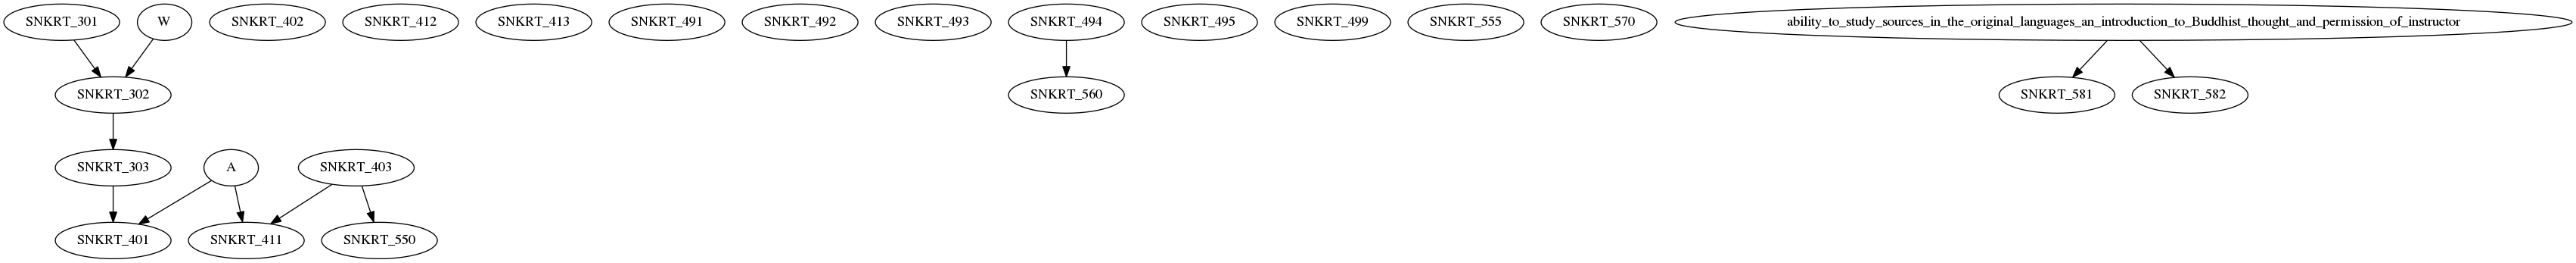 SNKRT_301
W
SNKRT_402
SNKRT_412
SNKRT_413
SNKRT_491
SNKRT_492
SNKRT_493
SNKRT_494
SNKRT_495
SNKRT_499
SNKRT_555
SNKRT_570
ability_to_study_sources_in_the_original_languages_an_introduction_to_Buddhist_thought_and_permission_of_instructor
SNKRT_302
SNKRT_560
SNKRT_581
SNKRT_582
SNKRT_303
A
SNKRT_403
SNKRT_401
SNKRT_411
SNKRT_550